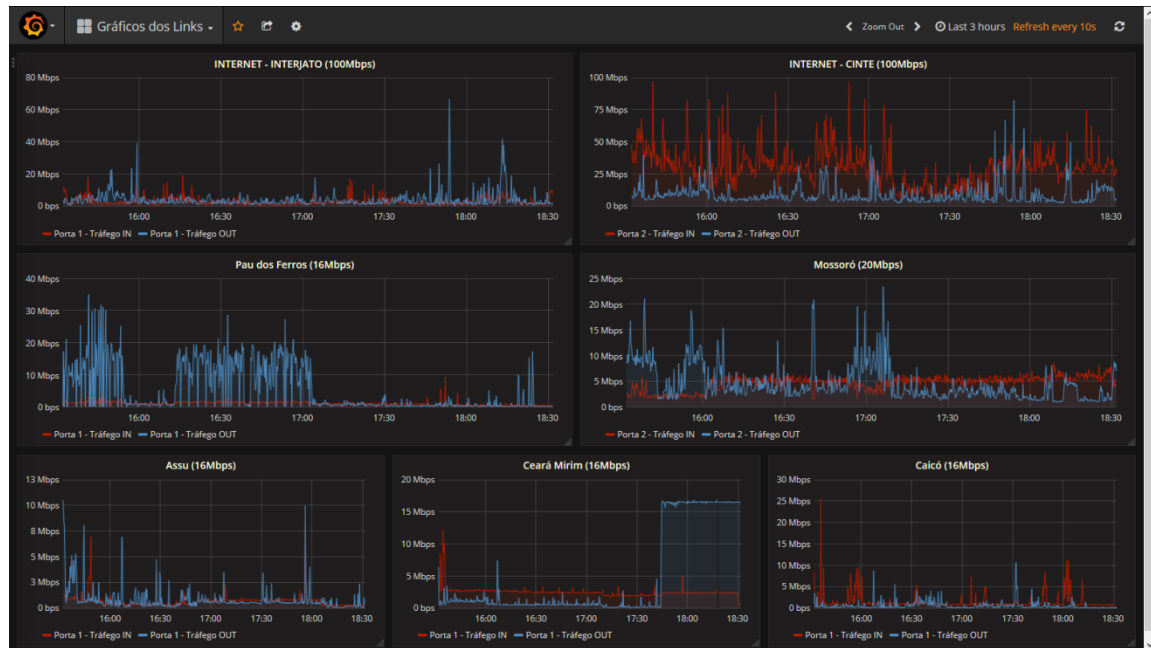 Gráficos dos Links
Zoom Out
Last 3 hours
Refresh every 10s
INTERNET - INTERJATO (100Mbps)
80 Mbps
60 Mbps
40 Mbps
20 Mbps
0 bps
16:00 16:30 17:00 17:30 18:00 18:30
Porta 1 - Tráfego IN Porta 1 - Tráfego OUT
INTERNET - CINTE (100Mbps)
100 Mbps
75 Mbps
50 Mbps
25 Mbps
0 bps
16:00 16:30 17:00 17:30 18:00 18:30
Porta 2 - Tráfego IN Porta 2 - Tráfego OUT
Pau dos Ferros (16Mbps)
40 Mbps
30 Mbps
20 Mbps
10 Mbps
0 bps
16:00 16:30 17:00 17:30 18:00 18:30
Porta 1 - Tráfego IN Porta 1 - Tráfego OUT
Mossoró (20Mbps)
25 Mbps
20 Mbps
15 Mbps
10 Mbps
5 Mbps
0 bps
16:00 16:30 17:00 17:30 18:00 18:30
Porta 2 - Tráfego IN Porta 2 - Tráfego OUT
Assu (16Mbps)
13 Mbps
10 Mbps
8 Mbps
5 Mbps
3 Mbps
0 bps
16:00 16:30 17:00 17:30 18:00 18:30
Porta 1 - Tráfego IN Porta 1 - Tráfego OUT
Ceará Mirim (16Mbps)
20 Mbps
15 Mbps
10 Mbps
5 Mbps
0 bps
16:00 16:30 17:00 17:30 18:00 18:30
Porta 1 - Tráfego IN Porta 1 - Tráfego OUT
Caicó (16Mbps)
30 Mbps
25 Mbps
20 Mbps
15 Mbps
10 Mbps
5 Mbps
0 bps
16:00 16:30 17:00 17:30 18:00 18:30
Porta 1 - Tráfego IN Porta 1 - Tráfego OUT